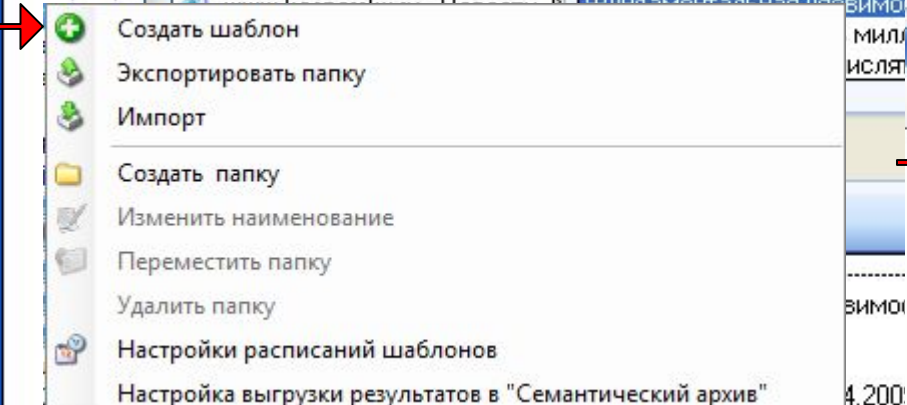 Создать шаблон
Экспортировать папку
Импорт
Создать папку
Изменить наименование
Переместить папку
Удалить папку
Настройки расписаний шаблонов
Настройка выгрузки результатов в "Семантический архив"